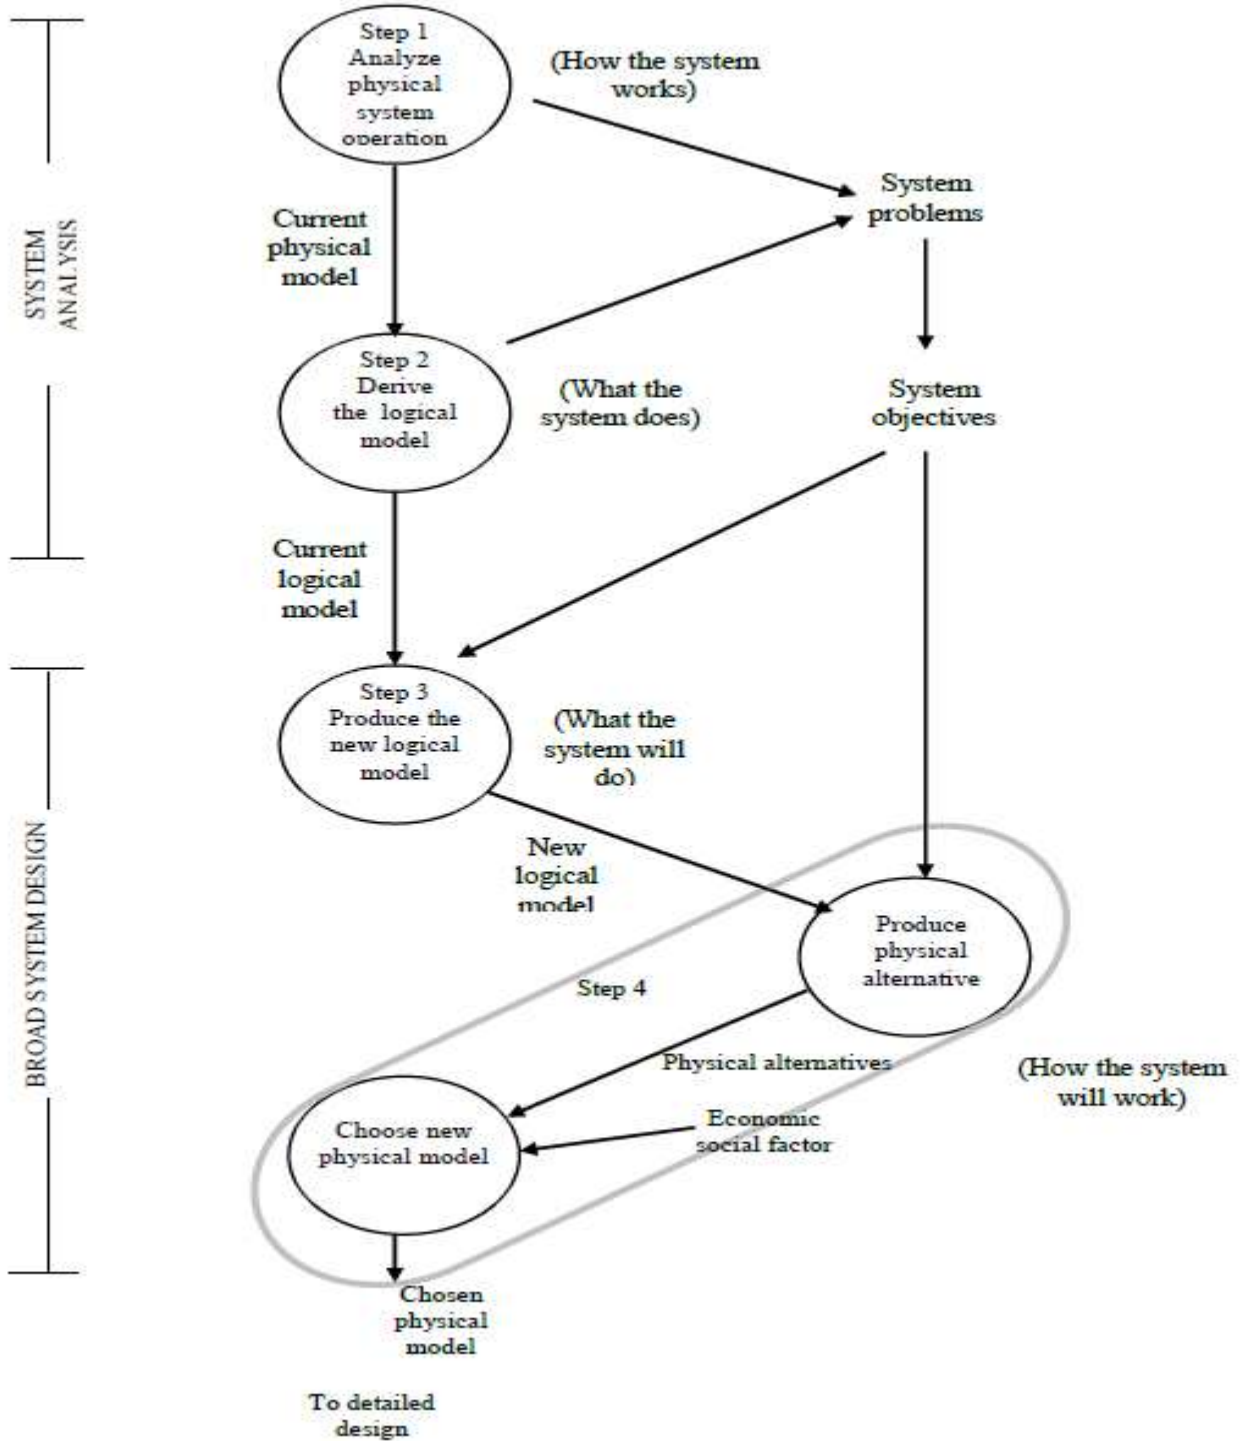 Step 1
Analyze
physical
system
operation
(How the system
works)
System
problems
Current
physical
model
SYSTEM
ANALYSIS
Step 2
Derive
the logical
model
(What the
system does)
System
objectives
Current
logical
model
Step 3
Produce the
new logical
model
(What the
system will
do)
New
logical
model
BROAD SYSTEM DESIGN
Produce
physical
alternative
Step 4
Physical alternatives
(How the system
will work)
Economic
social factor
Choose new
physical model
Chosen
physical
model
To detailed
design